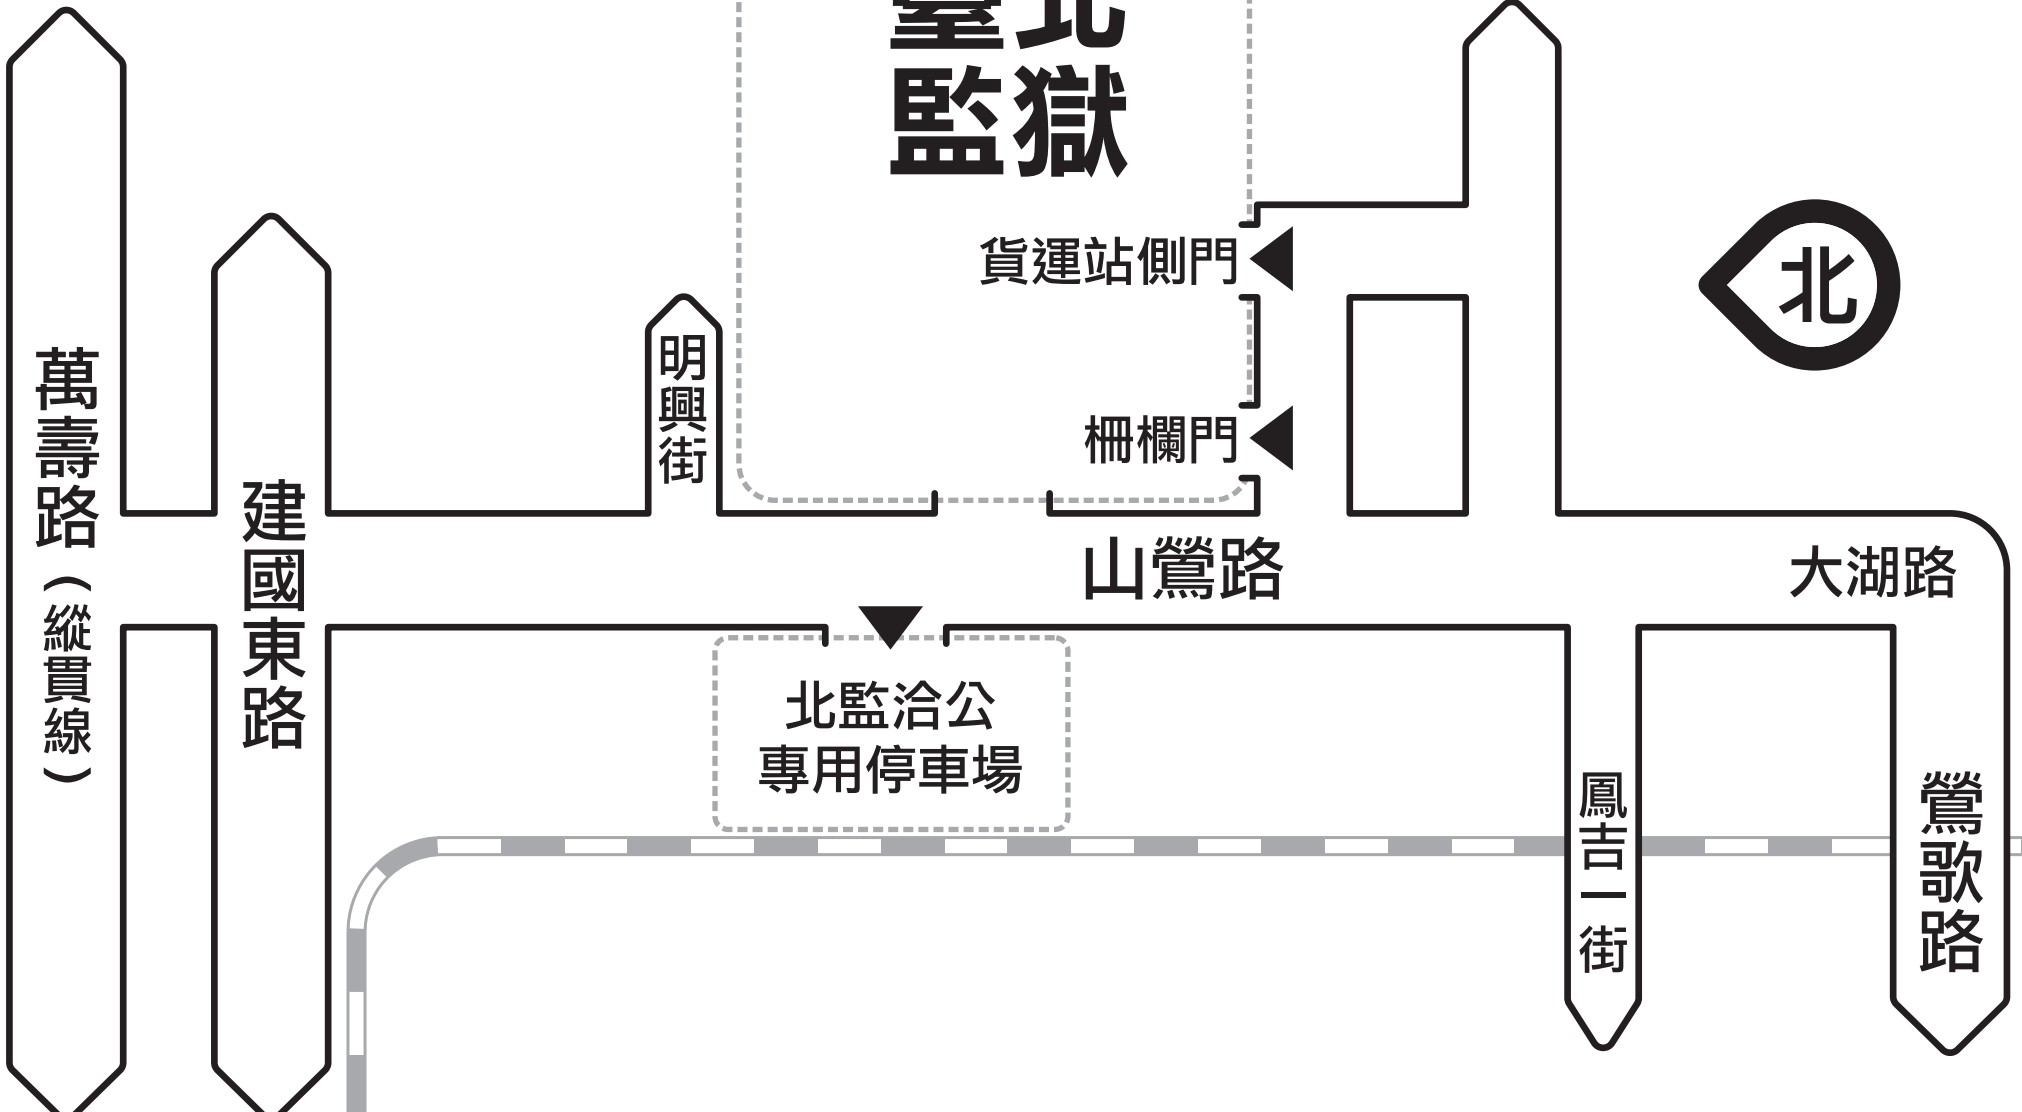 臺北
監獄
貨運站側門
北
柵欄門
明興街
萬壽路（縱貫線）
建國東路
山鶯路
大湖路
北監洽公
專用停車場
鳳吉一街
鶯歌路